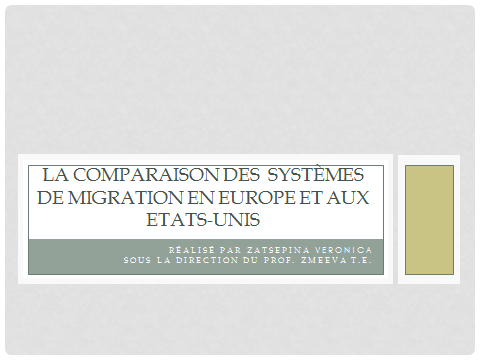 LA COMPARAISON DES SYSTÈMES
DE MIGRATION EN EUROPE ET AUX
ETATS-UNIS
RÉALISÉ PAR ZATSEPINA VERONICA
SOUS LA DIRECTION DU PROF. ZMEEVA T.E.